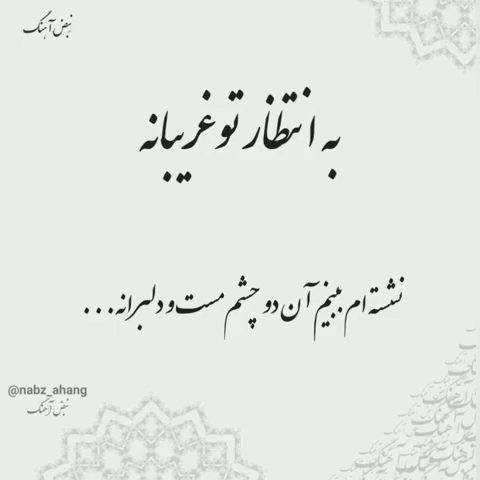 نبض آهنگ
به انتظار تو غریبانه
نشسته ام ببینم آن دو چشم مست و دلبرانه...
@nabz_ahang
نبض آهنگ